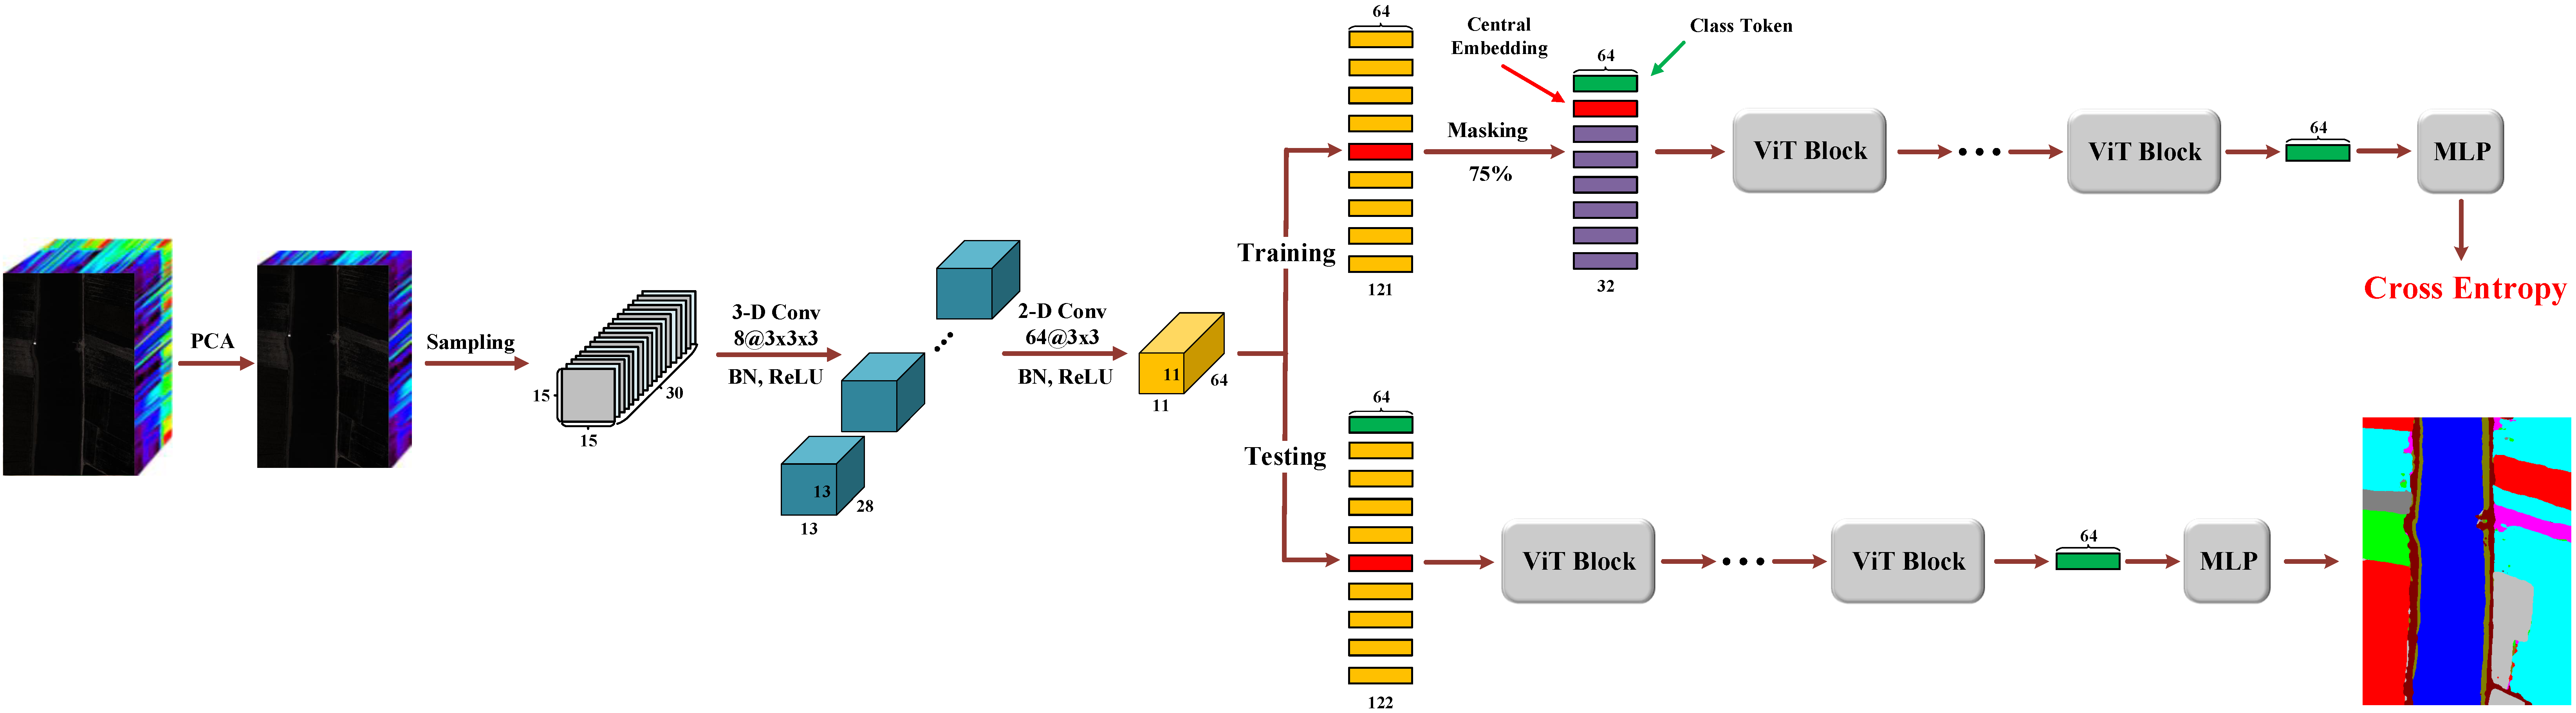 PCA
Sampling
15
15
30
3-D Conv
8@3x3x3
BN, ReLU
13
13
28
2-D Conv
64@3x3
BN, ReLU
11
11
64
Training
Testing
64
121
Masking
75%
Central
Embedding
Class Token
64
32
ViT Block
ViT Block
64
MLP
Cross Entropy
64
122
ViT Block
ViT Block
64
MLP